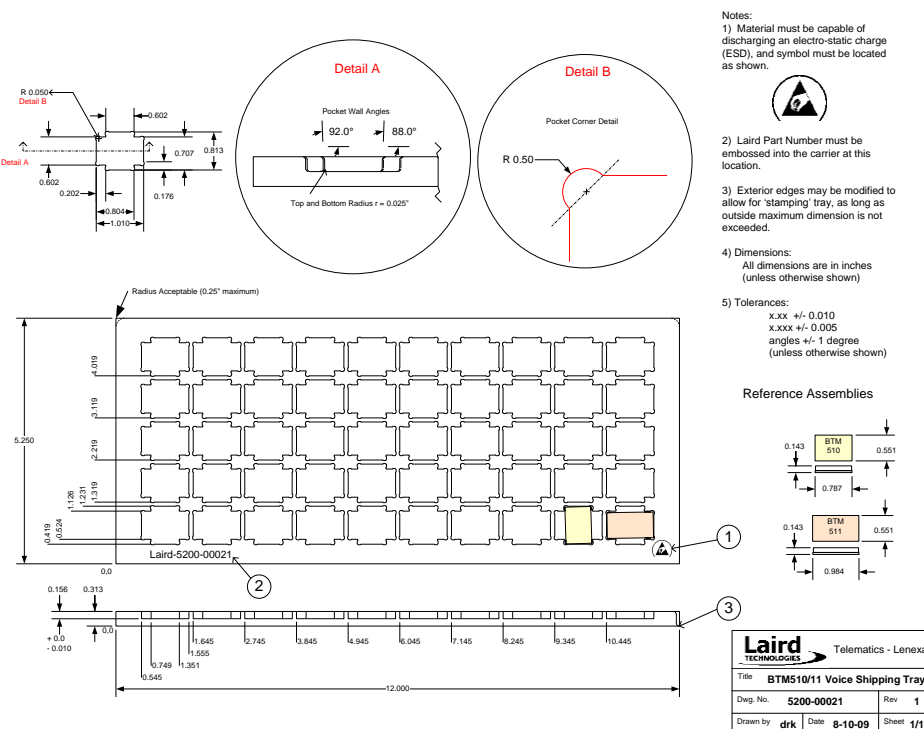 Notes:
1) Material must be capable of
discharging an electro-static charge
(ESD), and symbol must be located
as shown.
2) Laird Part Number must be
embossed into the carrier at this
location.
3) Exterior edges may be modified to
allow for 'stamping' tray, as long as
outside maximum dimension is not
exceeded.
4) Dimensions:
All dimensions are in inches
(unless otherwise shown)
5) Tolerances:
x.xx +/- 0.010
x.xxx +/- 0.005
angles +/- 1 degree
(unless otherwise shown)
R 0.050
Detail B
Detail A
0.602
0.707
0.813
0.602
0.202
0.176
0.804
1.010
Detail A
Pocket Wall Angles
92.0°
88.0°
Top and Bottom Radius r = 0.025"
Detail B
Pocket Corner Detail
R 0.50
Radius Acceptable (0.25" maximum)
5.250
4.019
3.119
2.219
1.319
1.231
1.126
0.524
0.419
0,0
Laird-5200-00021
1
2
3
0.156
0.313
+ 0.0
- 0.010
0,0
1.645
2.745
3.845
4.945
6.045
7.145
8.245
9.345
10.445
1.555
1.351
0.749
0.545
12.000
Reference Assemblies
BTM
510
0.143
0.551
0.787
BTM
511
0.143
0.551
0.984
Laird
TECHNOLOGIES
Telematics - Lenexa
Title BTM510/11 Voice Shipping Tray
Dwg. No. 5200-00021 Rev 1
Drawn by drk Date 8-10-09 Sheet 1/1